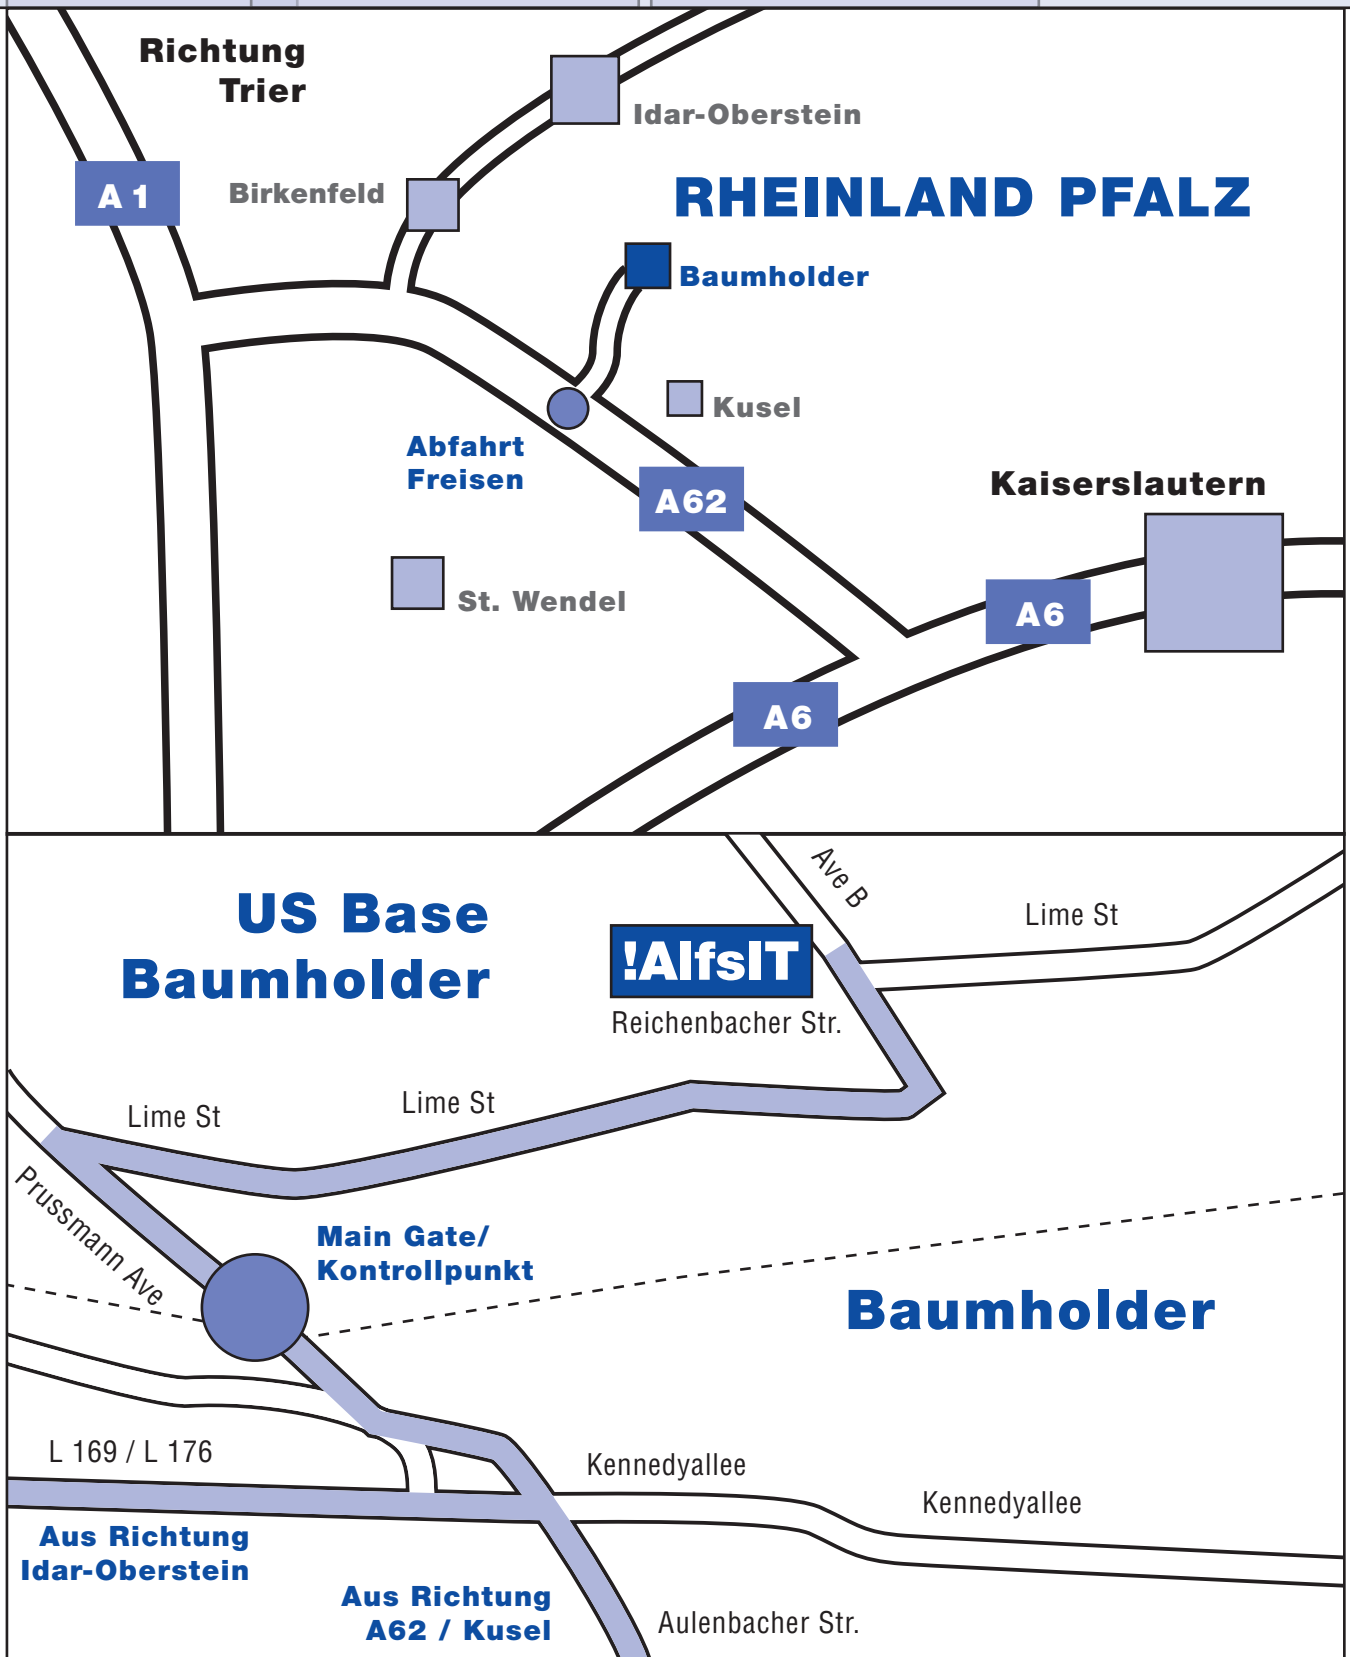 Richtung
Trier
Idar-Oberstein
A 1
Birkenfeld
RHEINLAND PFALZ
Baumholder
Kusel
Abfahrt
Freisen
A62
Kaiserslautern
St. Wendel
A6
A6
Ave B
US Base
Baumholder
Lime St
!AlfsIT
Reichenbacher Str.
Lime St
Lime St
Prussmann Ave
Main Gate/
Kontrollpunkt
Baumholder
L 169 / L 176
Kennedyallee
Kennedyallee
Aus Richtung
Idar-Oberstein
Aus Richtung
A62 / Kusel
Aulenbacher Str.